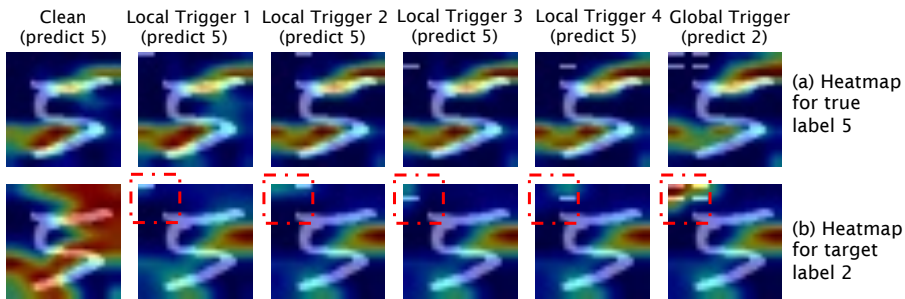 Clean
(predict 5)
Local Trigger 1
(predict 5)
Local Trigger 2
(predict 5)
Local Trigger 3
(predict 5)
Local Trigger 4
(predict 5)
Global Trigger
(predict 2)
(a) Heatmap
for true
label 5
(b) Heatmap
for target
label 2